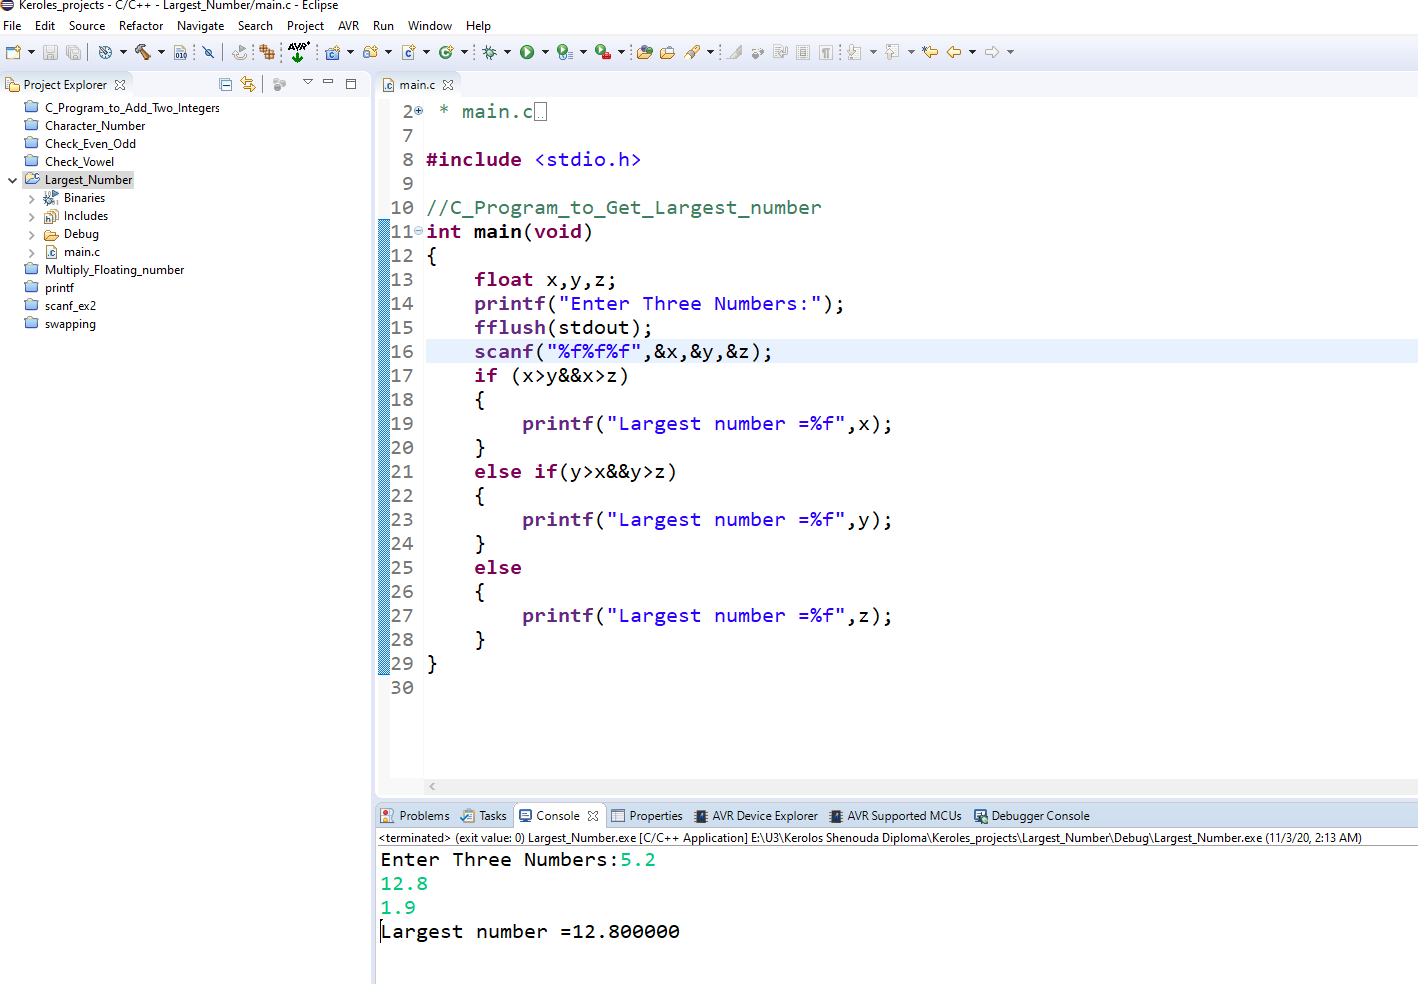 Keroles_projects - C/C++ - Largest_Number/main.c - Eclipse
File Edit Source Refactor Navigate Search Project AVR Run Window Help
Project Explorer
C_Program_to_Add_Two_Integers
Character_Number
Check_Even_Odd
Check_Vowel
Largest_Number
Binaries
Includes
Debug
main.c
Multiply_Floating_number
printf
scanf_ex2
swapping
main.c
2 * main.c
7
8 #include <stdio.h>
9
10 //C_Program_to_Get_Largest_number
11 int main(void)
12 {
13 float x,y,z;
14 printf("Enter Three Numbers:");
15 fflush(stdout);
16 scanf("%f%f%f",&x,&y,&z);
17 if (x>y&&x>z)
18 {
19 printf("Largest number =%f",x);
20 }
21 else if(y>x&&y>z)
22 {
23 printf("Largest number =%f",y);
24 }
25 else
26 {
27 printf("Largest number =%f",z);
28 }
29 }
30
Problems Tasks Console Properties AVR Device Explorer AVR Supported MCUs Debugger Console
<terminated> (exit value: 0) Largest_Number.exe [C/C++ Application] E:\U3\Kerolos Shenouda Diploma\Keroles_projects\Largest_Number\Debug\Largest_Number.exe (11/3/20, 2:13 AM)
Enter Three Numbers:5.2
12.8
1.9
Largest number =12.800000